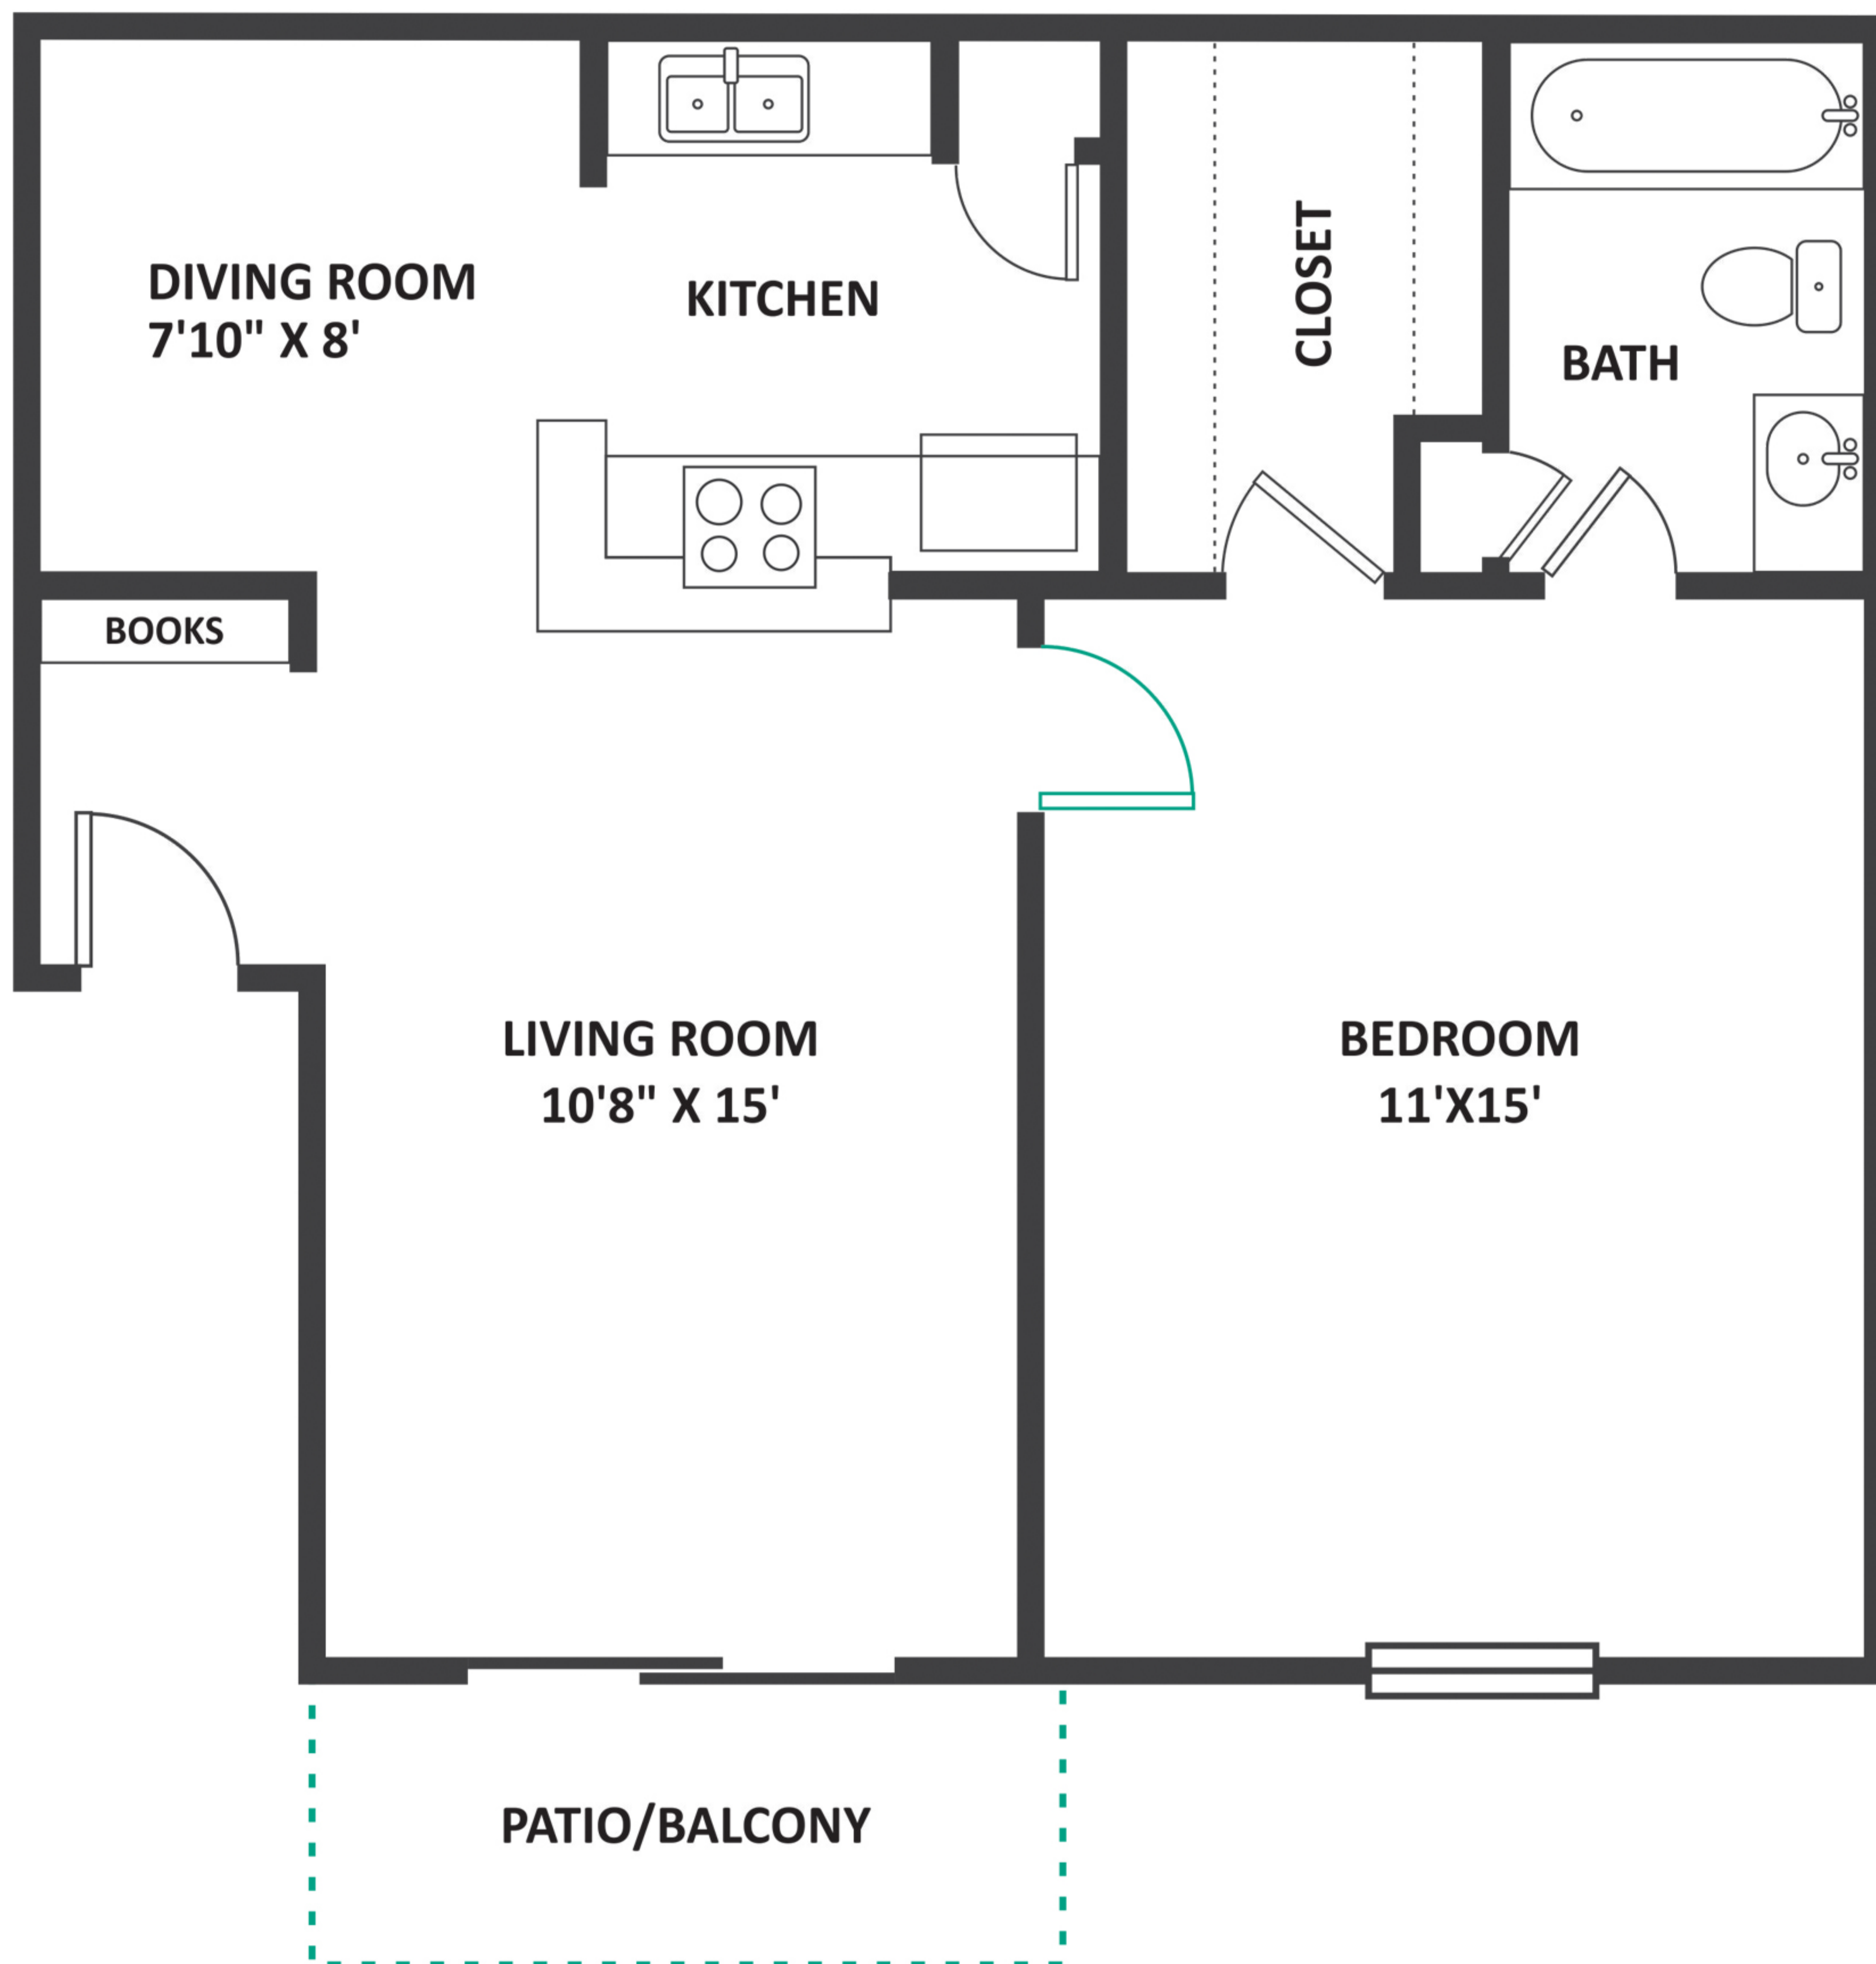 DIVING ROOM
7'10" X 8'
KITCHEN
CLOSET
BATH
BOOKS
LIVING ROOM
10'8" X 15'
BEDROOM
11'X15'
PATIO/BALCONY